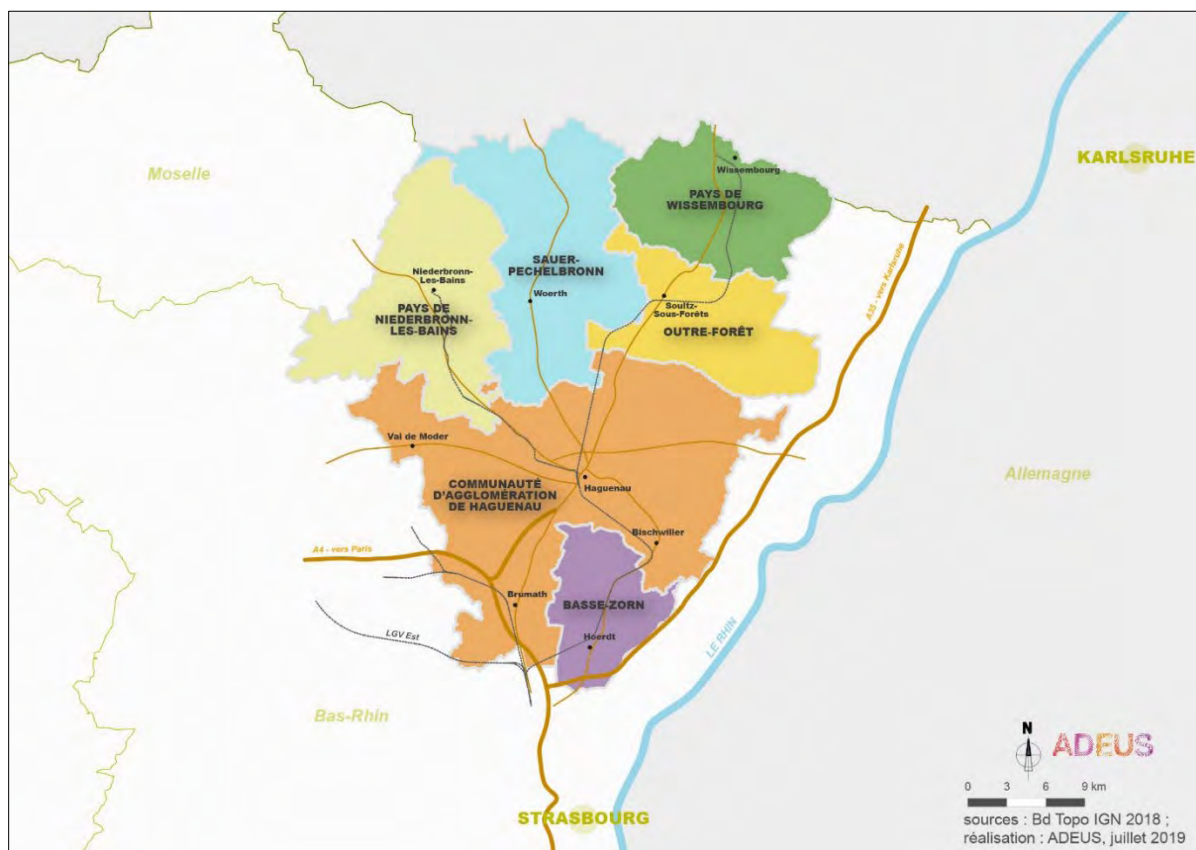 Moselle
KARLSRUHE
Wissembourg
PAYS DE
WISSEMBOURG
A35 - vers Karlsruhe
SAUER-
PECHELBRONN
Niederbronn-
Les-Bains
Woerth
PAYS DE
NIEDERBRONN-
LES-BAINS
Soultz-
Sous-Forêts
OUTRE-FORÊT
Val de Moder
Allemagne
COMMUNAUTÉ
D'AGGLOMÉRATION
DE HAGUENAU
Haguenau
Bischwiller
A4 - vers Paris
Brumath
BASSE-ZORN
LGV Est
Hoerdt
LE RHIN
Bas-Rhin
STRASBOURG
N
ADEUS
0 3 6 9 km
sources : Bd Topo IGN 2018 ;
réalisation : ADEUS, juillet 2019